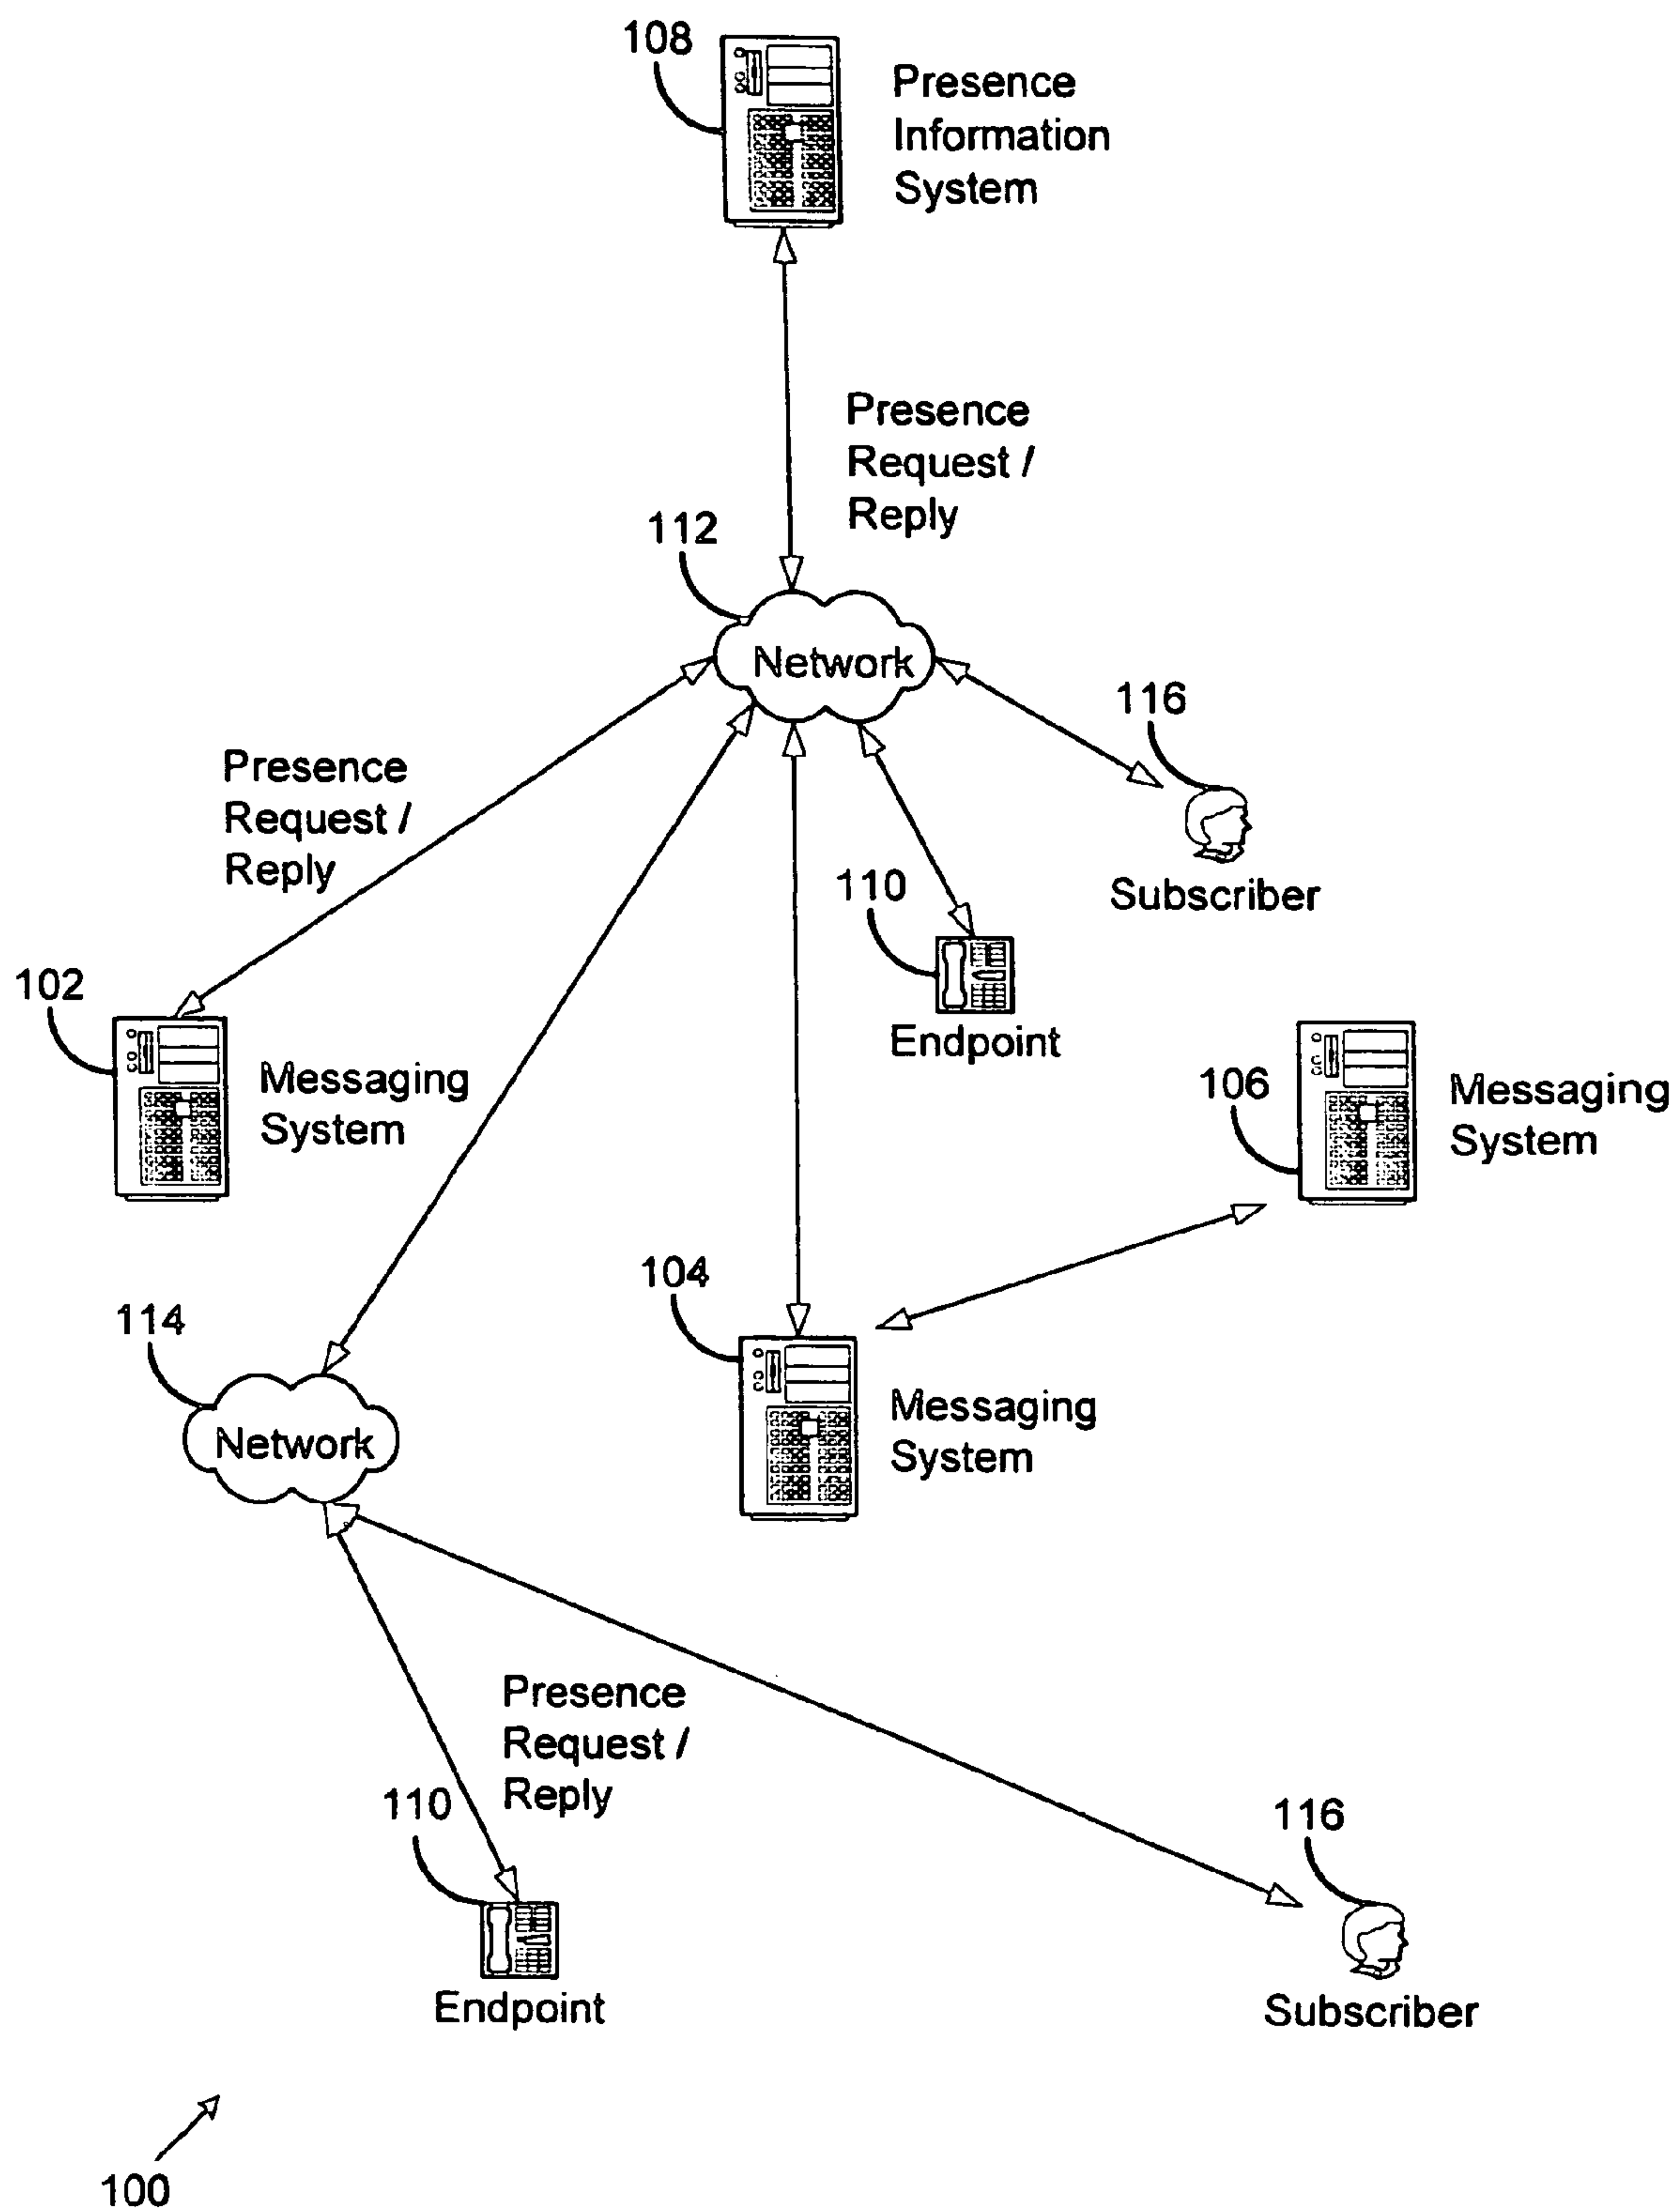 108
Presence
Information
System
Presence
Request /
Reply
112
Network
116
Subscriber
Presence
Request /
Reply
110
Endpoint
102
Messaging
System
106
Messaging
System
104
Messaging
System
114
Network
Presence
Request /
Reply
110
Endpoint
116
Subscriber
100